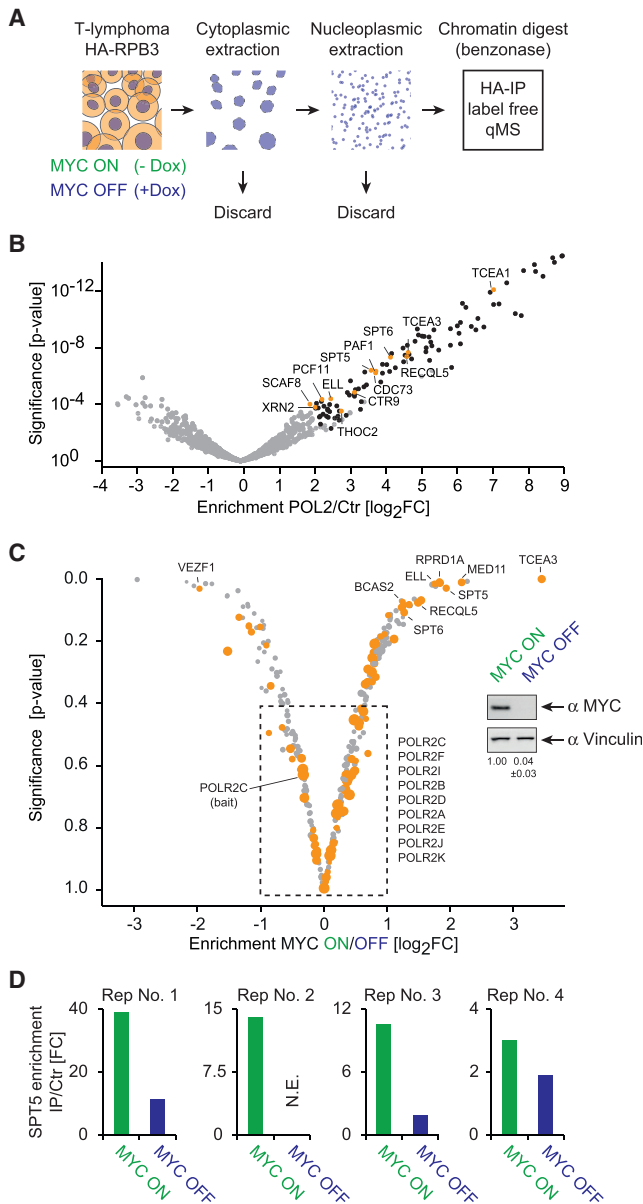 A
T-lymphoma
HA-RPB3
Cytoplasmic
extraction
Nucleoplasmic
extraction
Chromatin digest
(benzonase)
HA-IP
label free
qMS
MYC ON (- Dox)
MYC OFF (+Dox)
Discard
Discard
B
Significance [p-value]
10-12
10-8
10-4
100
TCEA1
TCEA3
SPT6
PAF1
SPT5
RECQL5
PCF11
ELL
CDC73
SCAF8
CTR9
XRN2
THOC2
-4 -3 -2 -1 0 1 2 3 4 5 6 7 8 9
Enrichment POL2/Ctr [log2FC]
C
Significance [p-value]
0.0
0.2
0.4
0.6
0.8
1.0
VEZF1
RPRD1A
MED11
TCEA3
ELL
BCAS2
SPT5
RECQL5
SPT6
POLR2C
(bait)
POLR2C
POLR2F
POLR2I
POLR2B
POLR2D
POLR2A
POLR2E
POLR2J
POLR2K
MYC ON
MYC OFF
α MYC
α Vinculin
1.00 0.04
±0.03
-3 -2 -1 0 1 2 3
Enrichment MYC ON/OFF [log2FC]
D
SPT5 enrichment
IP/Ctr [FC]
Rep No. 1
40
20
0
MYC ON
MYC OFF
Rep No. 2
15
7.5
0
N.E.
MYC ON
MYC OFF
Rep No. 3
12
6
0
MYC ON
MYC OFF
Rep No. 4
4
2
0
MYC ON
MYC OFF